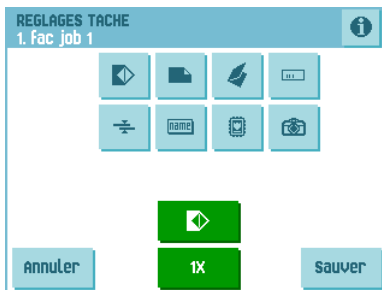 REGLAGES TACHE
1. Fac job 1
name
1X
Annuler
Sauver